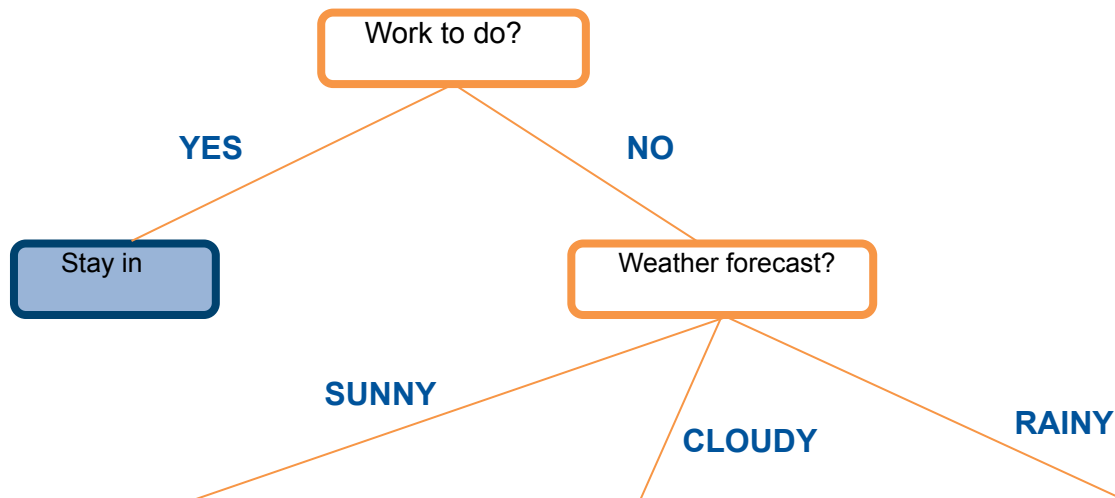 Work to do?
YES
NO
Stay in
Weather forecast?
SUNNY
CLOUDY
RAINY